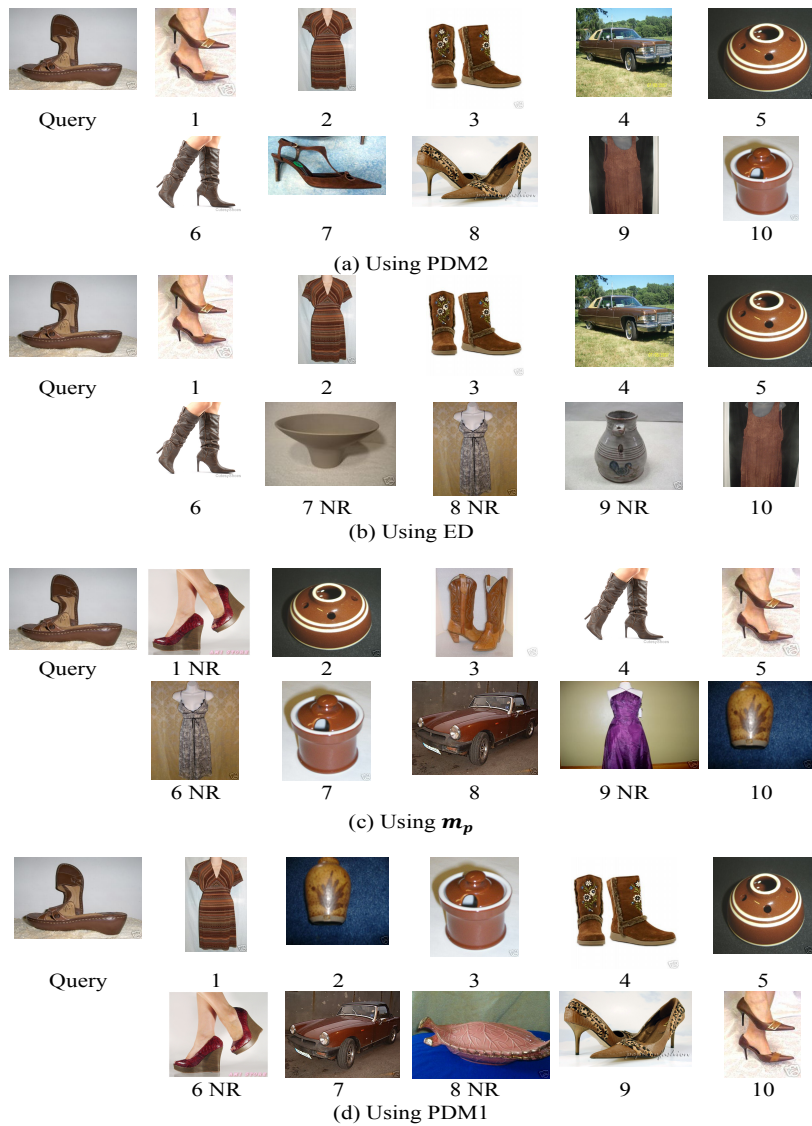 Query 1 2 3 4 5
6 7 8 9 10
(a) Using PDM2
Query 1 2 3 4 5
6 7 NR 8 NR 9 NR 10
(b) Using ED
Query 1 NR 2 3 4 5
6 NR 7 8 9 NR 10
(c) Using m_p
Query 1 2 3 4 5
6 NR 7 8 NR 9 10
(d) Using PDM1